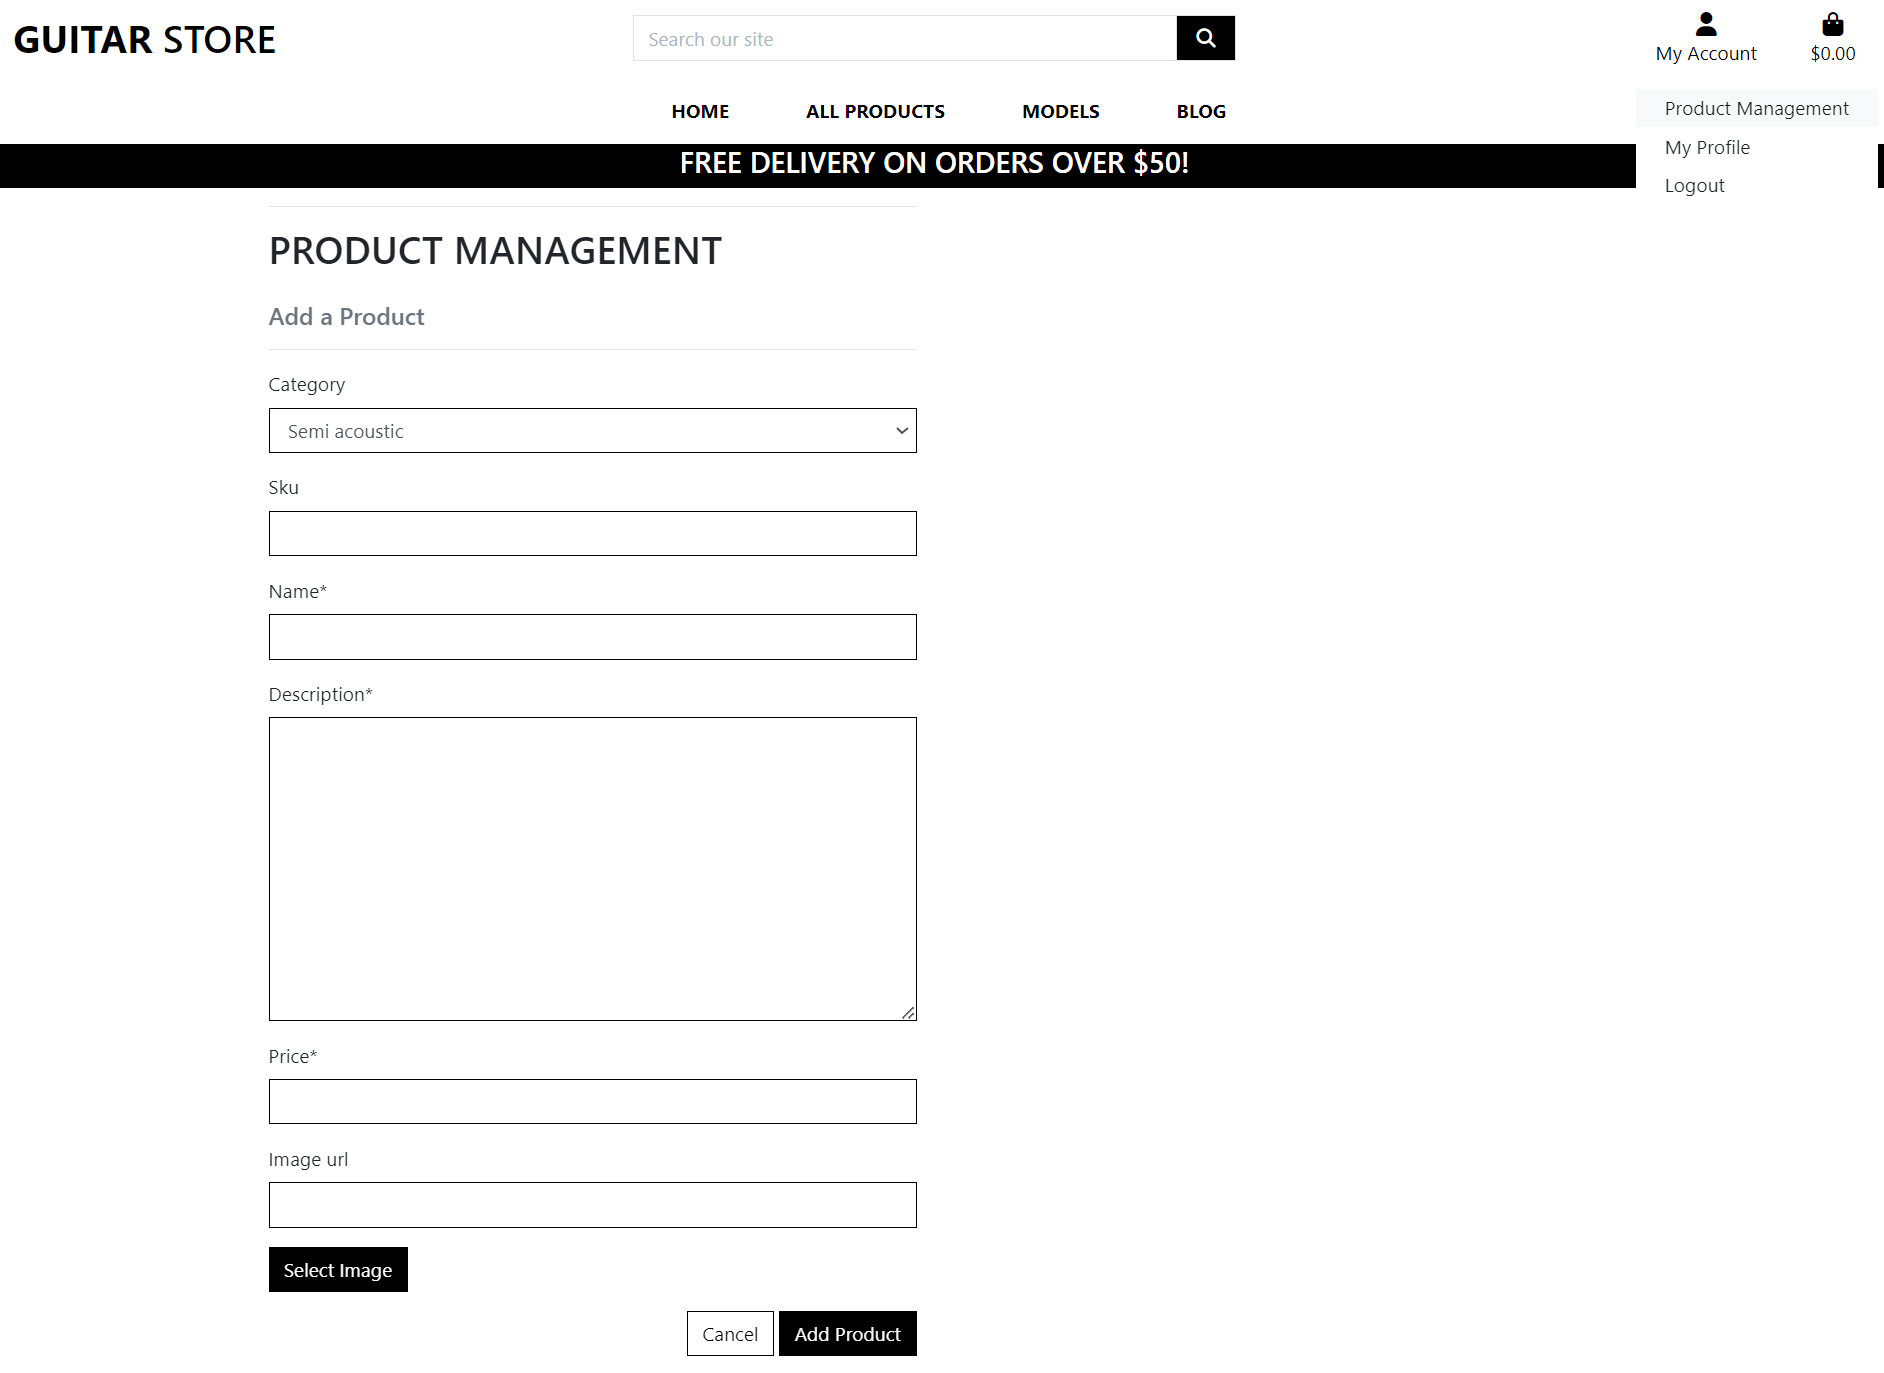 GUITAR STORE
Search our site
My Account
$0.00
HOME ALL PRODUCTS MODELS BLOG
Product Management
My Profile
Logout
FREE DELIVERY ON ORDERS OVER $50!
PRODUCT MANAGEMENT
Add a Product
Category
Semi acoustic
Sku
Name*
Description*
Price*
Image url
Select Image
Cancel Add Product